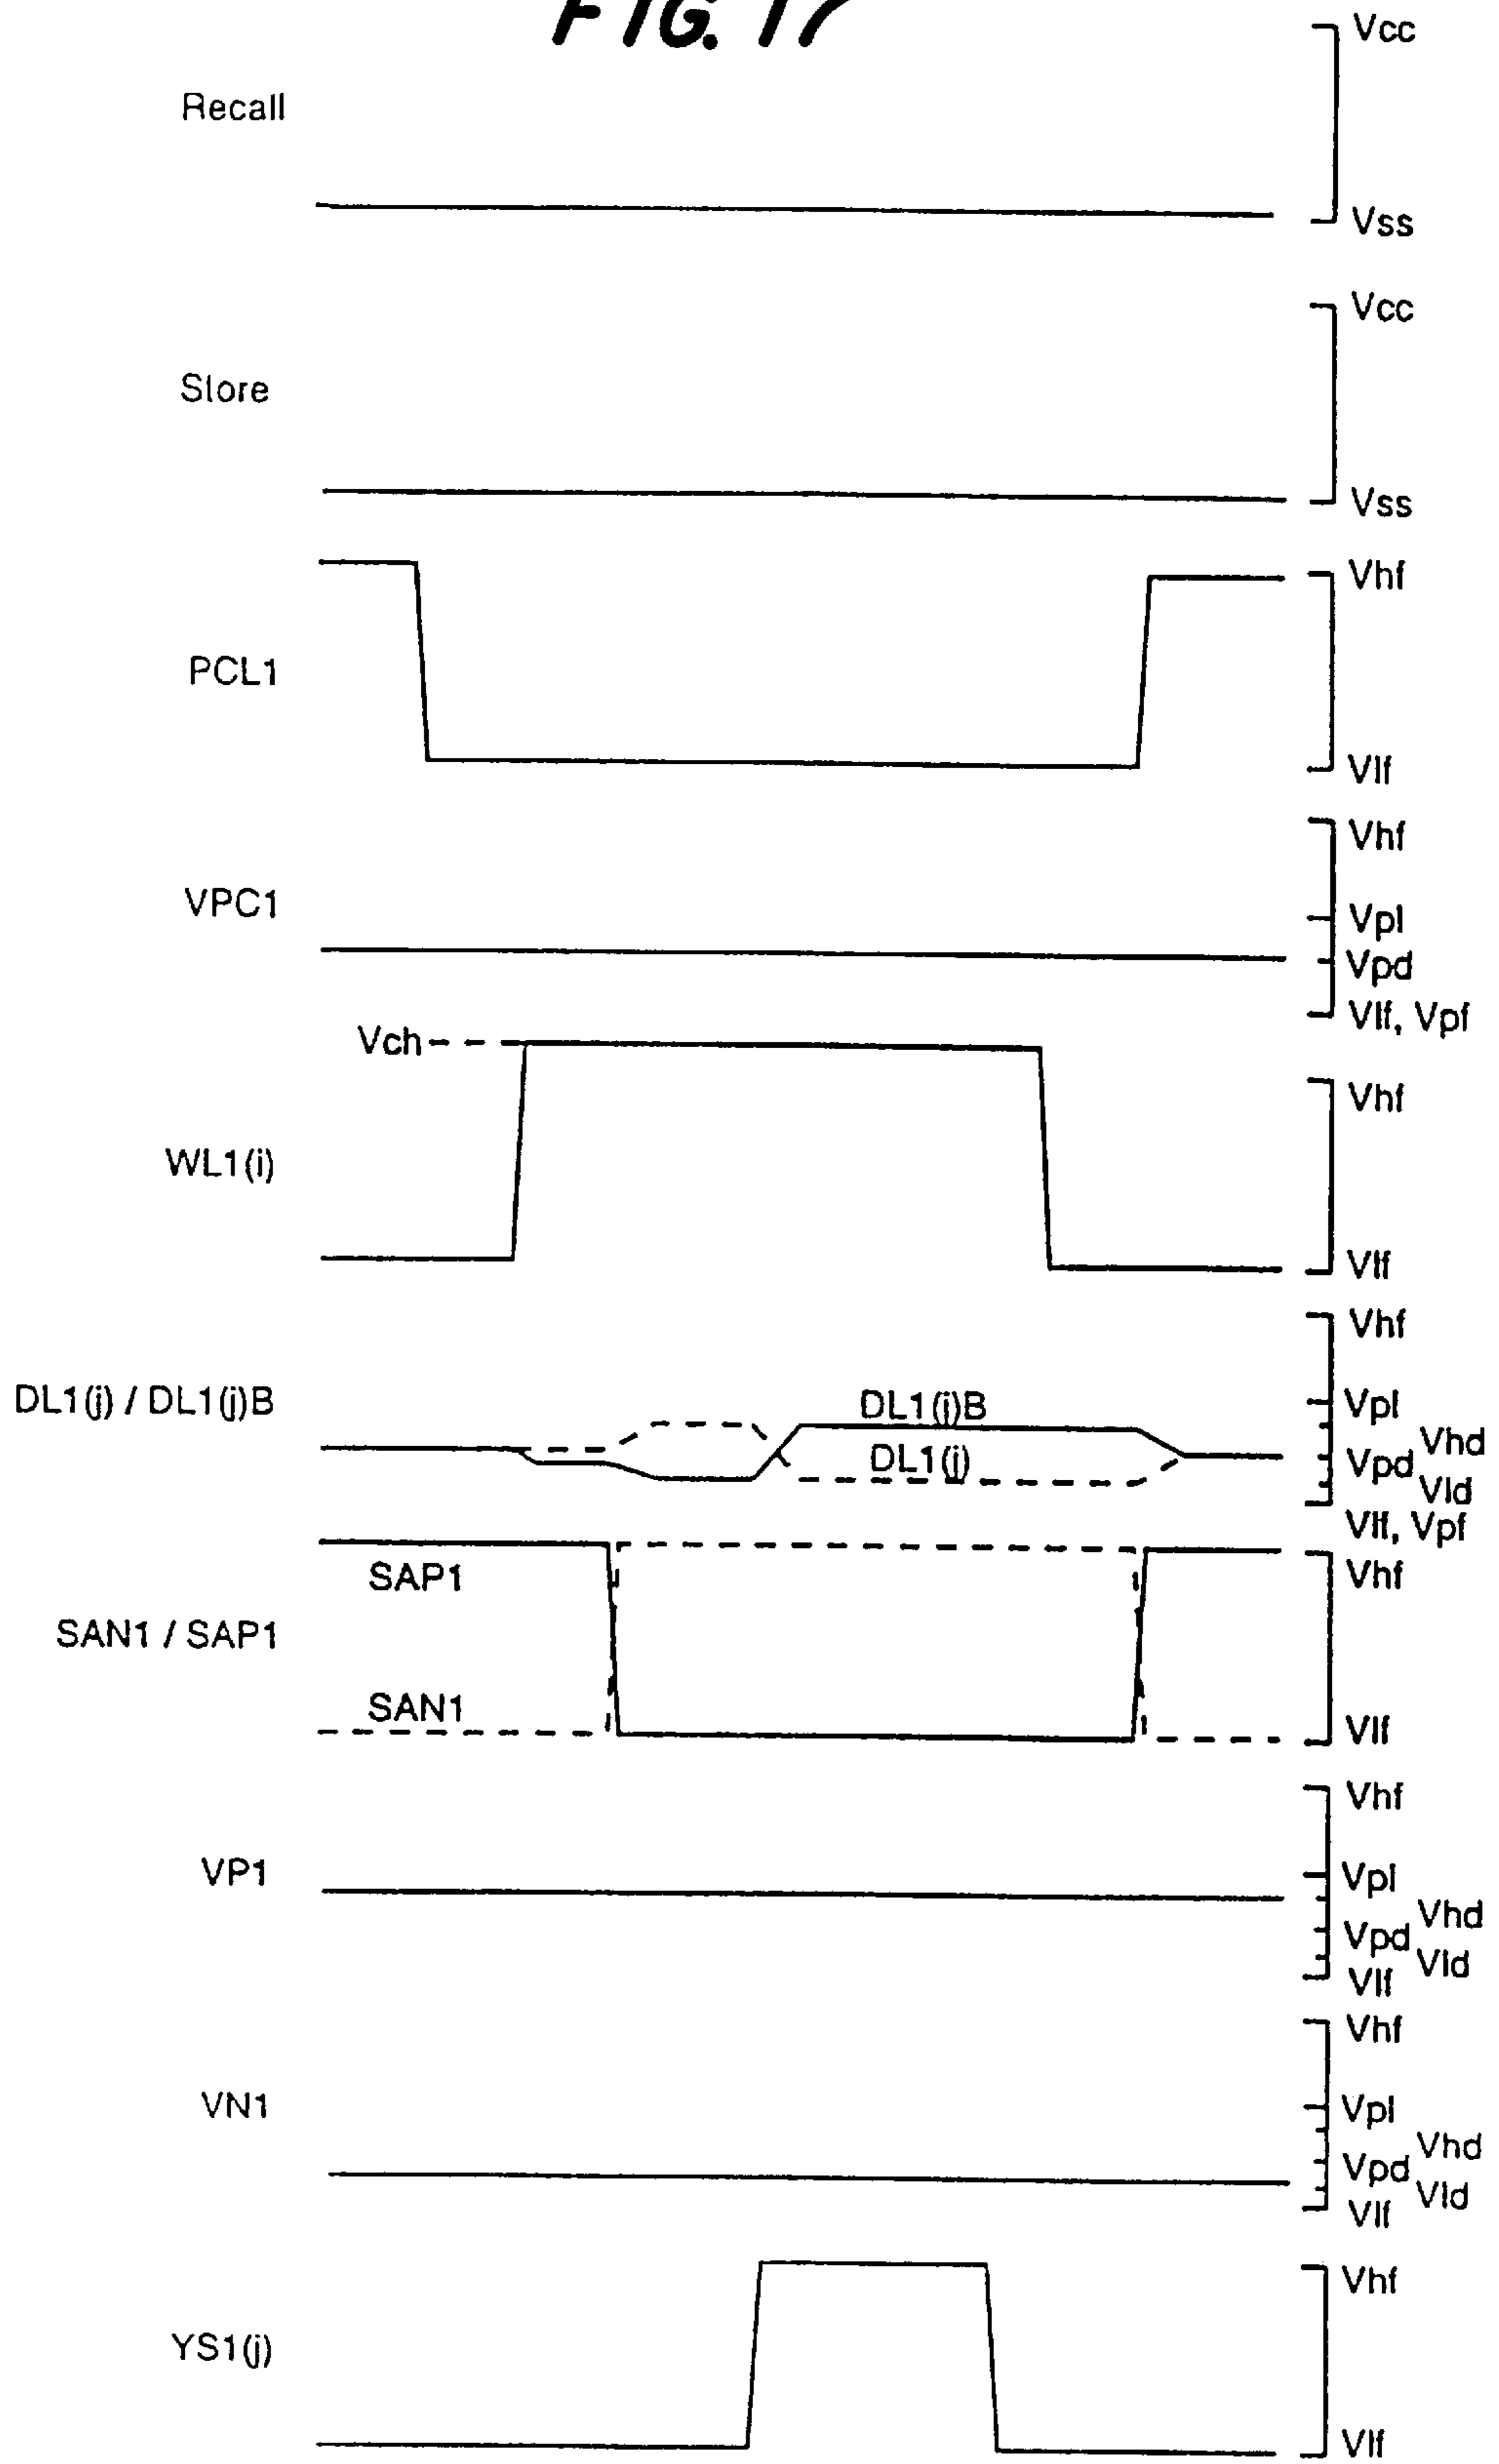 FIG. 17
Vcc
Recall
Vss
Vcc
Slore
Vss
Vhf
PCL1
Vlf
Vhf
VPC1
Vpl
Vpd
Vlf, Vpf
Vch
Vhf
WL1(i)
Vlf
Vhf
DL1(j) / DL1(j)B
DL1(j)B
Vpl
Vhd
DL1(j)
Vpd
Vld
Vlf, Vpf
SAP1
Vhf
SAN1 / SAP1
SAN1
Vlf
Vhf
VP1
Vpl
Vhd
Vpd
Vld
Vlf
Vhf
VN1
Vpl
Vhd
Vpd
Vld
Vlf
Vhf
YS1(j)
Vlf